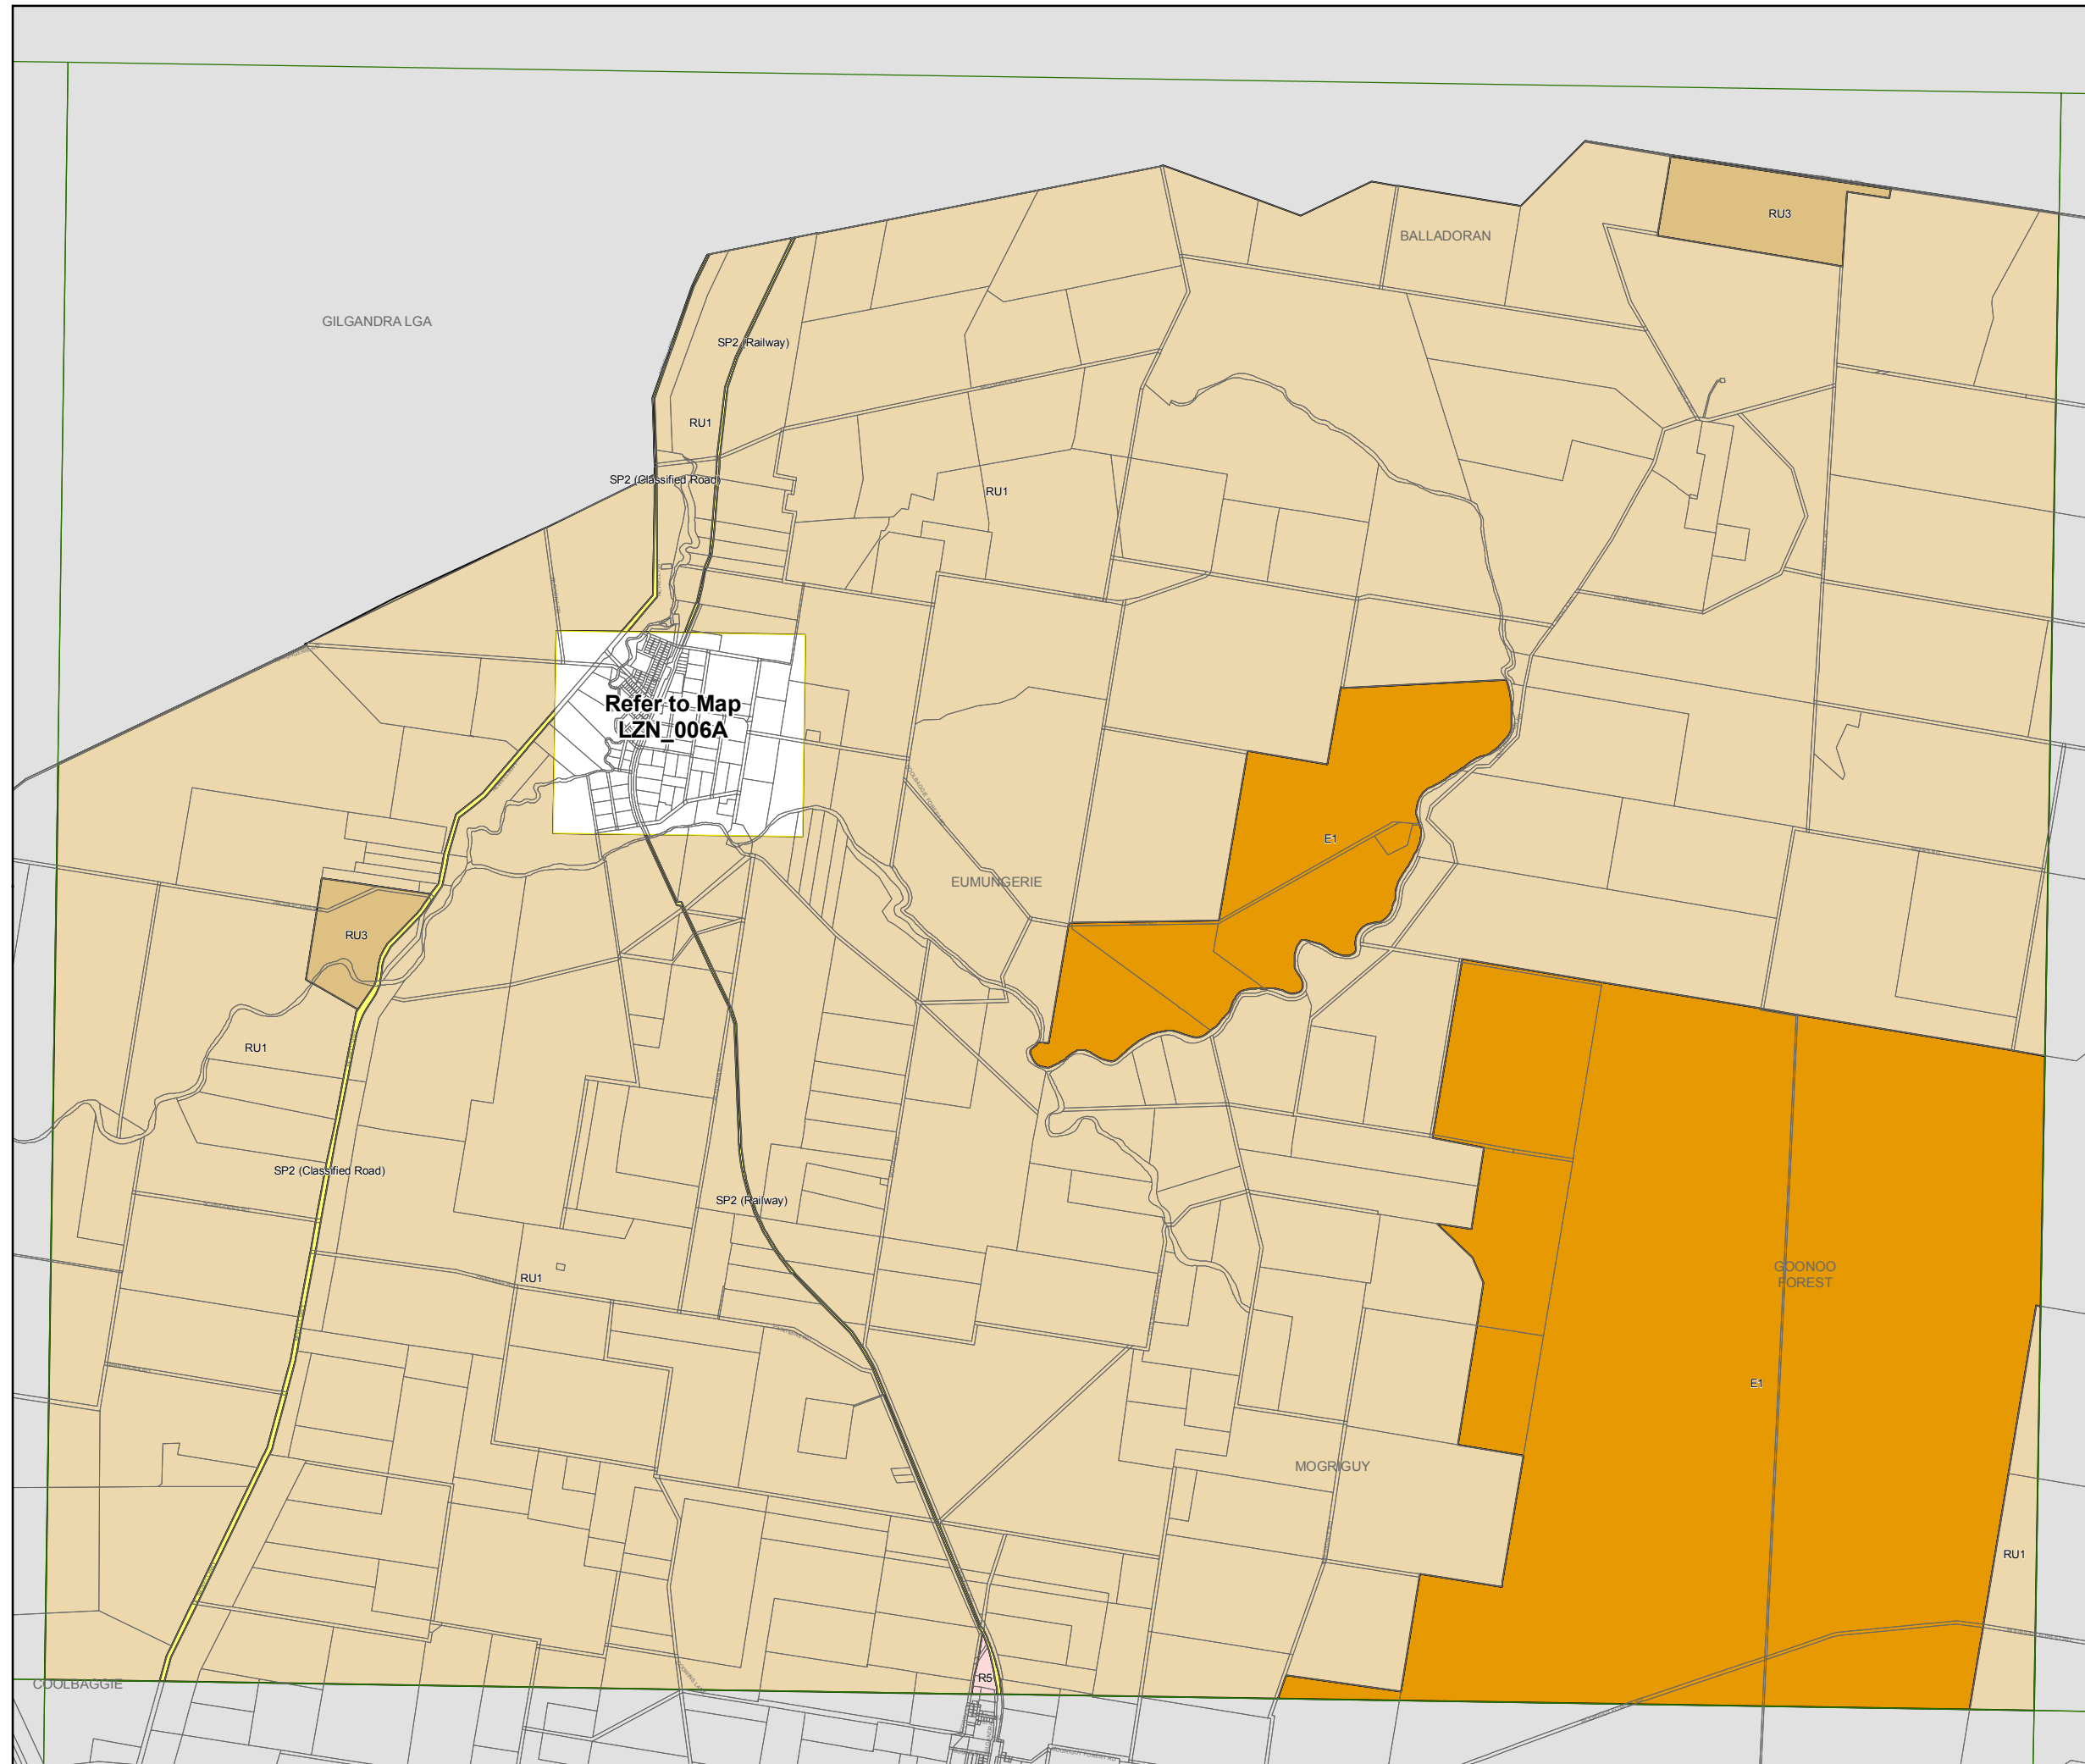 RU3
BALLADORAN
GILGANDRA LGA
SP2 (Railway)
RU1
SP2 (Classified Road)
RU1
Refer to Map
LZN_006A
E1
EUMUNGERIE
RU3
RU1
SP2 (Classified Road)
SP2 (Railway)
GOONOO
FOREST
RU1
E1
MOGRIGUY
RU1
R5
COOLBAGGIE